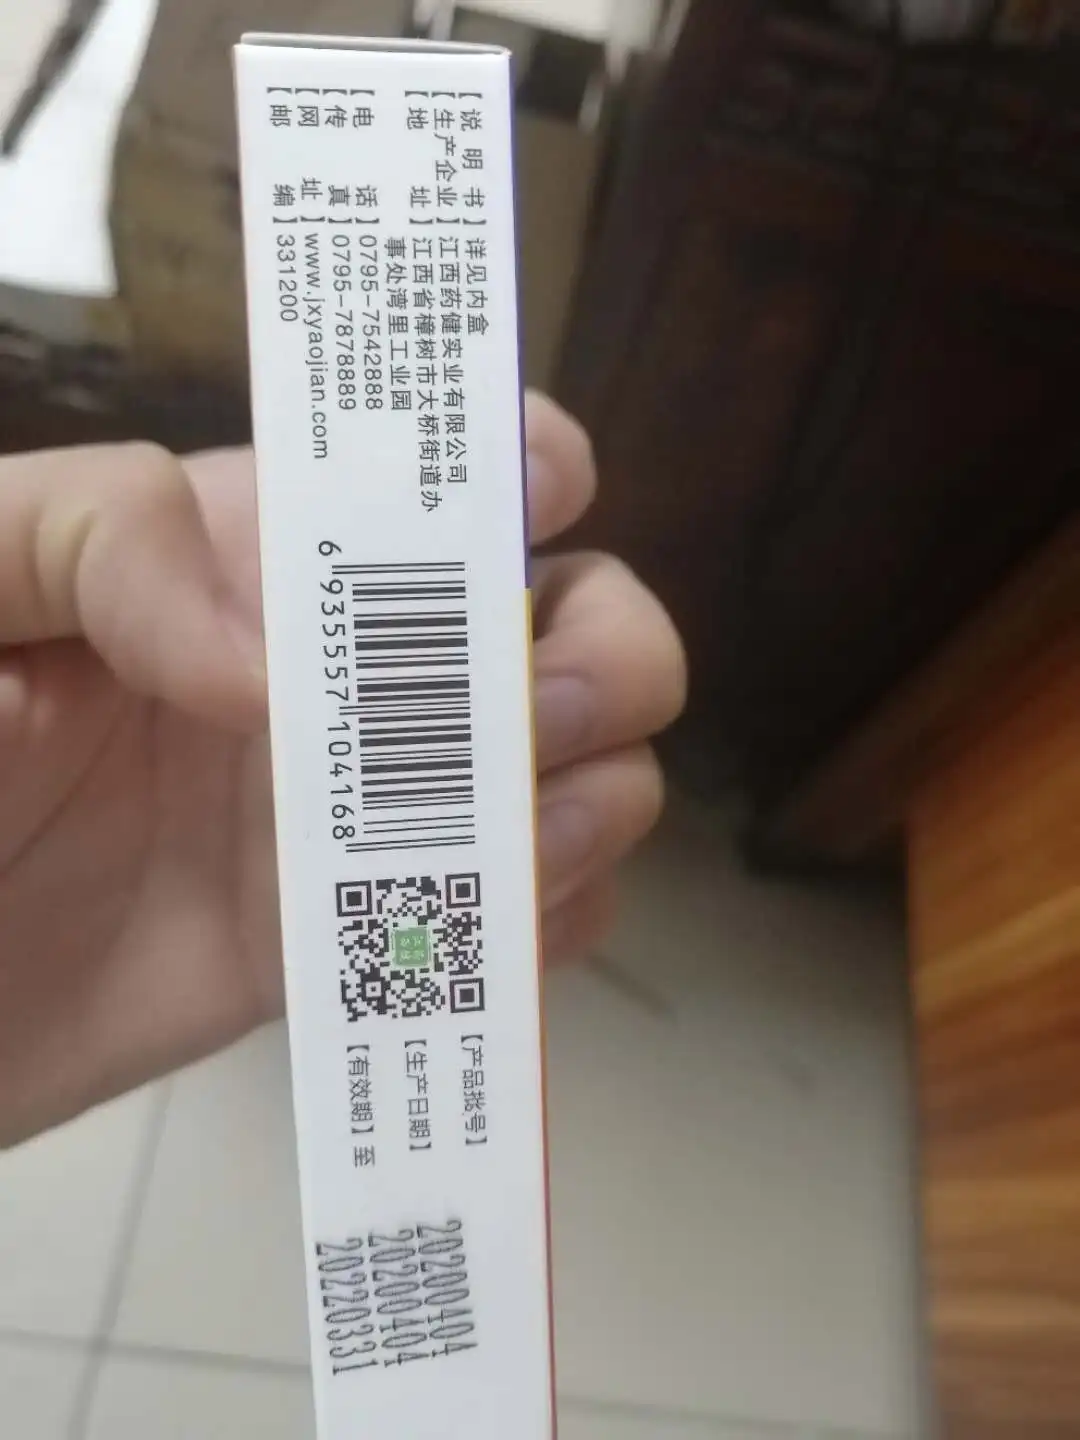 【说明书】详见内盒
【生产企业】江西药健实业有限公司
【地址】江西省樟树市大桥街道办
事处湾里工业园
【电话】0795-7542888
【传真】0795-7878889
【网址】www.jxyaojian.com
【邮编】331200
6 935557 104168
【产品批号】20200404
【生产日期】20200404
【有效期】至 20220331